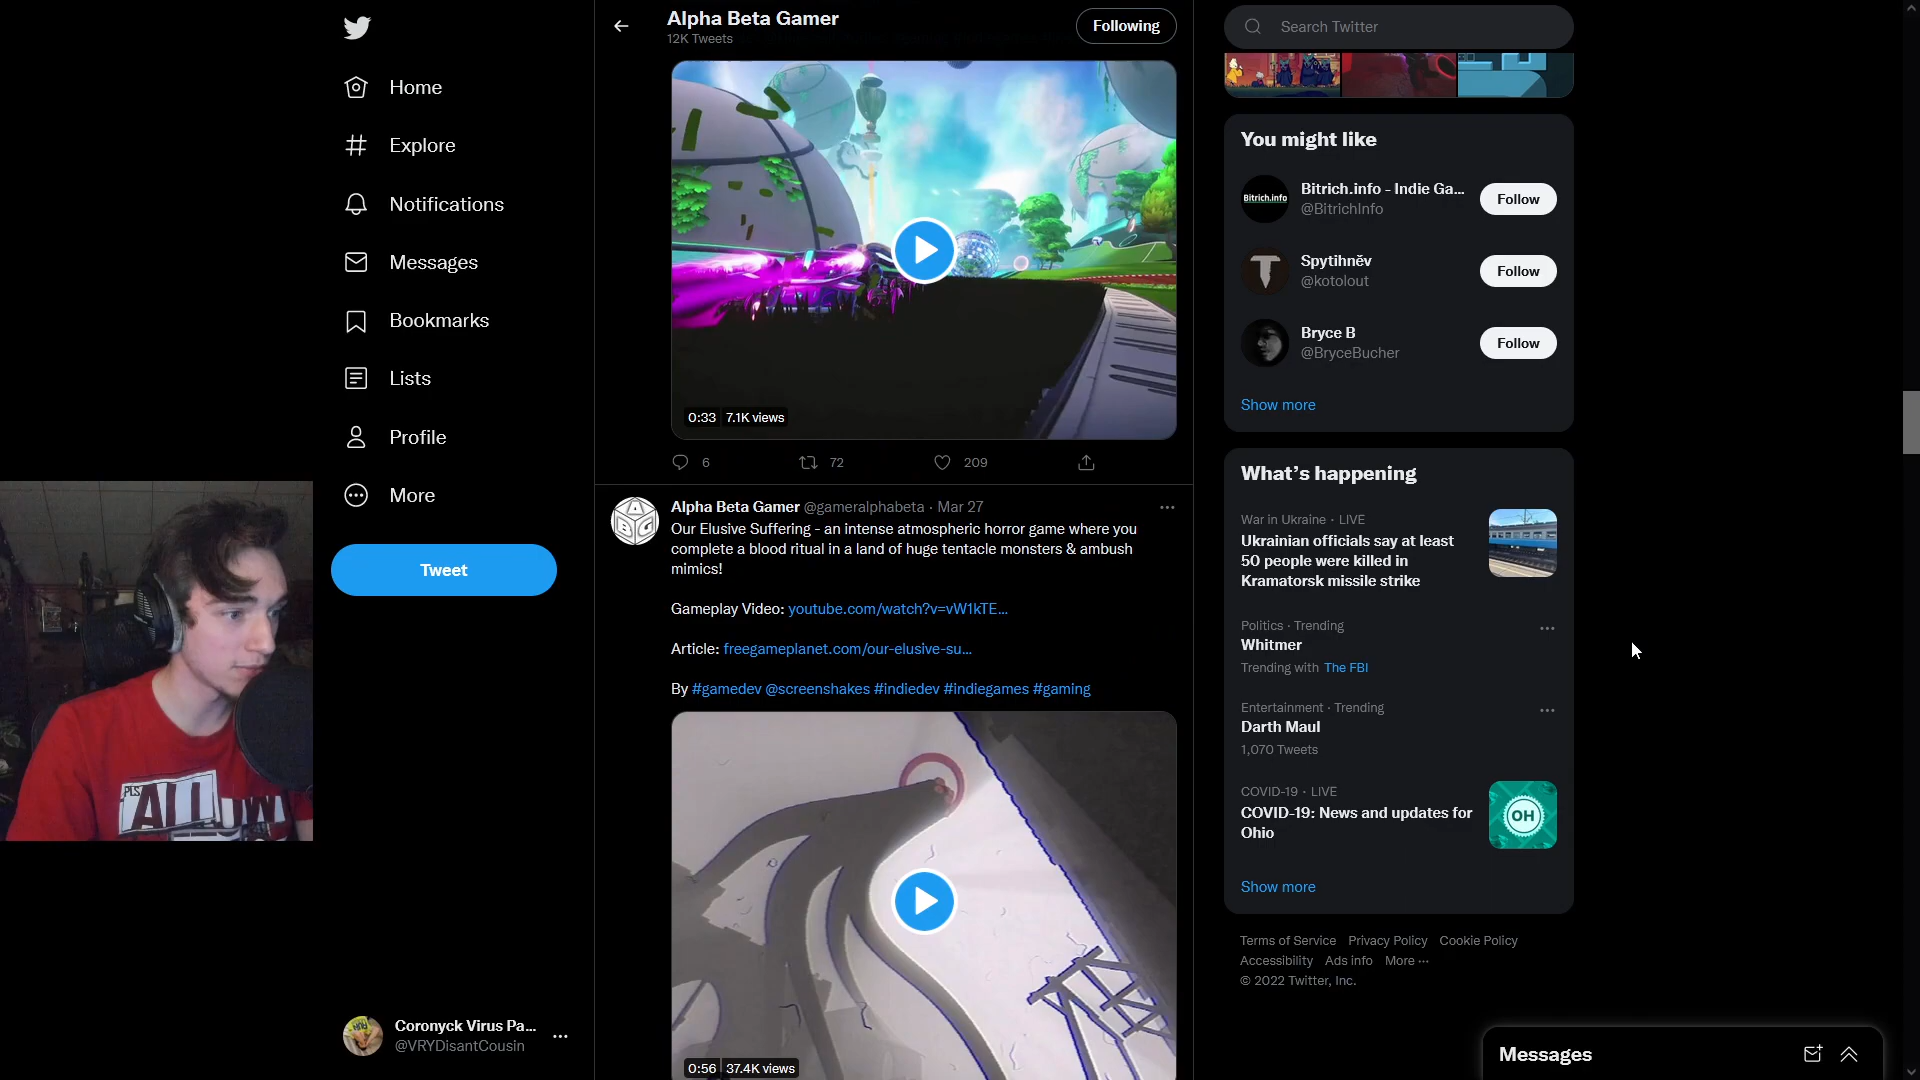 Home
Explore
Notifications
Messages
Bookmarks
Lists
Profile
More
Tweet
Coronyck Virus Pa...
@VRYDisantCousin
Alpha Beta Gamer
12K Tweets
Following
0:33 7.1K views
6 72 209
Alpha Beta Gamer @gameralphabeta · Mar 27
Our Elusive Suffering - an intense atmospheric horror game where you
complete a blood ritual in a land of huge tentacle monsters & ambush
mimics!
Gameplay Video: youtube.com/watch?v=vW1kTE...
Article: freegameplanet.com/our-elusive-su...
By #gamedev @screenshakes #indiedev #indiegames #gaming
0:56 37.4K views
Search Twitter
You might like
Bitrich.info
Bitrich.info - Indie Ga...
@BitrichInfo
Follow
Spytihněv
@kotolout
Follow
Bryce B
@BryceBucher
Follow
Show more
What's happening
War in Ukraine · LIVE
Ukrainian officials say at least
50 people were killed in
Kramatorsk missile strike
Politics · Trending
Whitmer
Trending with The FBI
Entertainment · Trending
Darth Maul
1,070 Tweets
COVID-19 · LIVE
COVID-19: News and updates for
Ohio
OH
Show more
Terms of Service Privacy Policy Cookie Policy
Accessibility Ads info More ···
© 2022 Twitter, Inc.
Messages
PLS
ALLOW
ABG